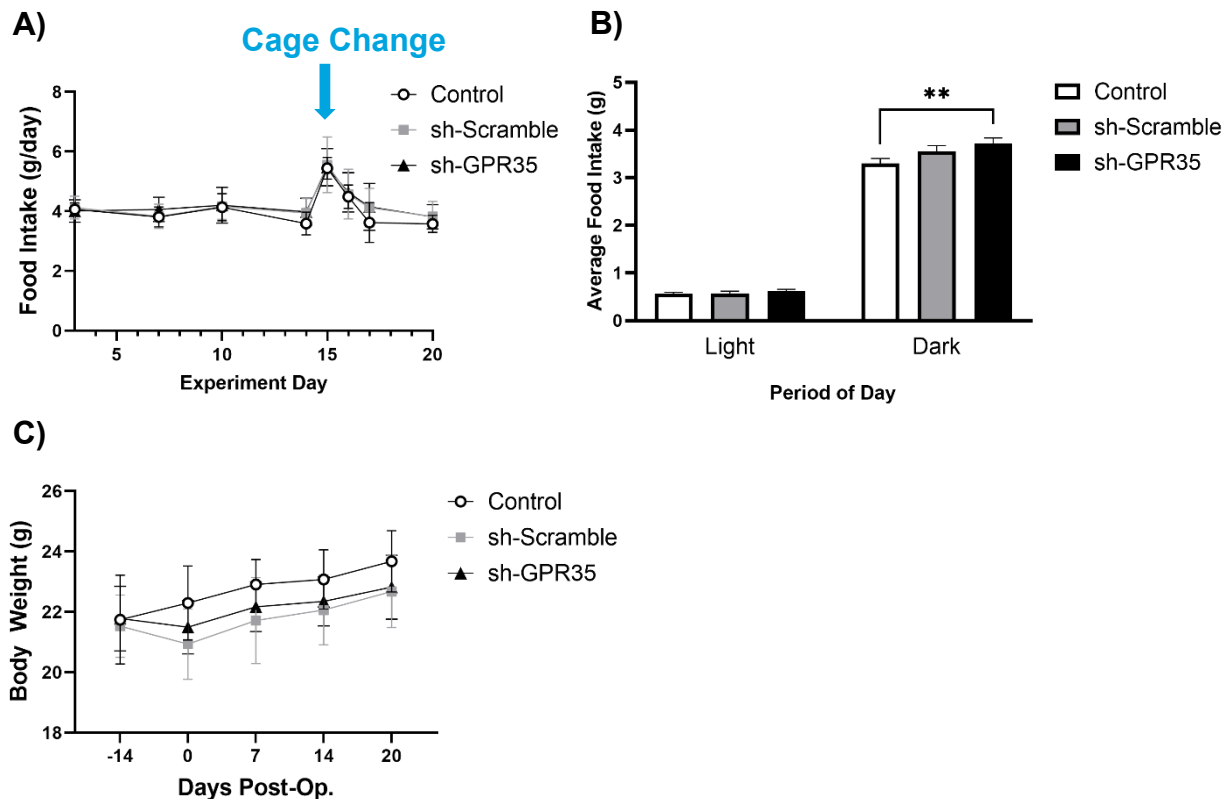 A)
Cage Change
Food Intake (g/day)
8
6
4
2
0
5
10
15
20
Experiment Day
Control
sh-Scramble
sh-GPR35
B)
Average Food Intake (g)
5
4
3
2
1
0
**
Light
Dark
Period of Day
Control
sh-Scramble
sh-GPR35
C)
Body Weight (g)
26
24
22
20
18
-14
0
7
14
20
Days Post-Op.
Control
sh-Scramble
sh-GPR35